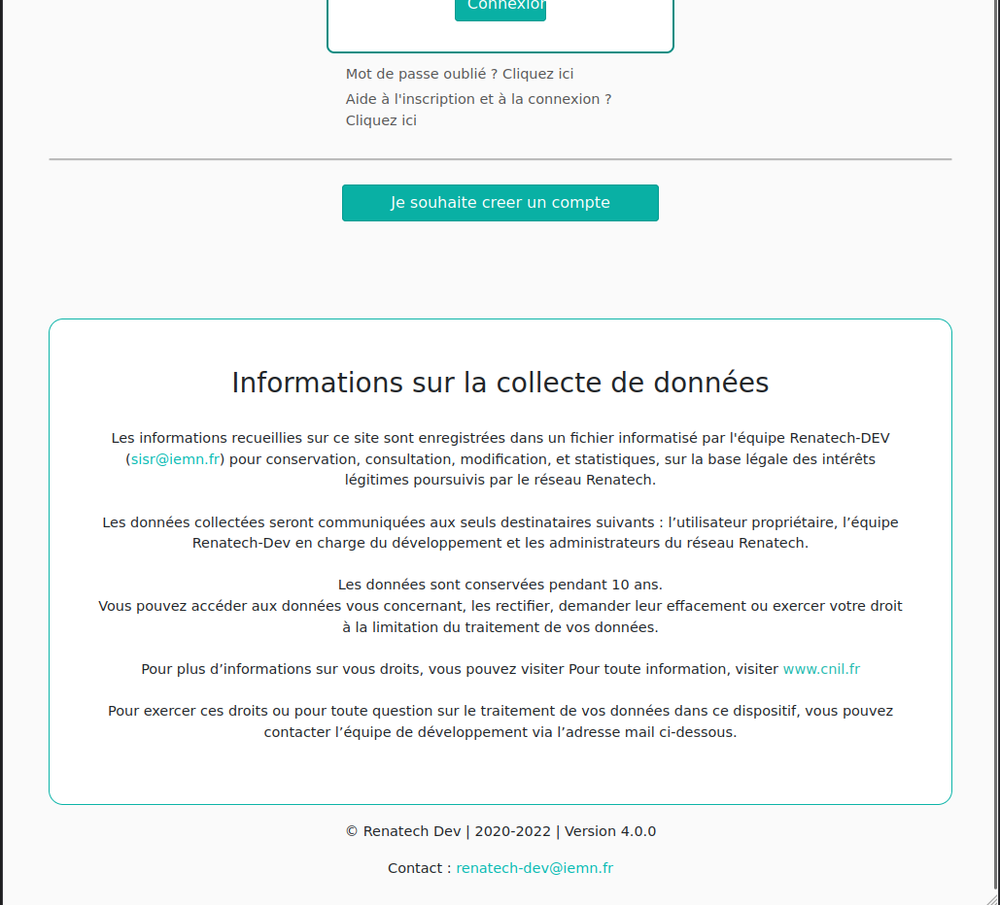 Connexion
Mot de passe oublié ? Cliquez ici
Aide à l'inscription et à la connexion ?
Cliquez ici
Je souhaite creer un compte
Informations sur la collecte de données
Les informations recueillies sur ce site sont enregistrées dans un fichier informatisé par l'équipe Renatech-DEV
(sisr@iemn.fr) pour conservation, consultation, modification, et statistiques, sur la base légale des intérêts
légitimes poursuivis par le réseau Renatech.
Les données collectées seront communiquées aux seuls destinataires suivants : l’utilisateur propriétaire, l’équipe
Renatech-Dev en charge du développement et les administrateurs du réseau Renatech.
Les données sont conservées pendant 10 ans.
Vous pouvez accéder aux données vous concernant, les rectifier, demander leur effacement ou exercer votre droit
à la limitation du traitement de vos données.
Pour plus d’informations sur vous droits, vous pouvez visiter Pour toute information, visiter www.cnil.fr
Pour exercer ces droits ou pour toute question sur le traitement de vos données dans ce dispositif, vous pouvez
contacter l’équipe de développement via l’adresse mail ci-dessous.
© Renatech Dev | 2020-2022 | Version 4.0.0
Contact : renatech-dev@iemn.fr